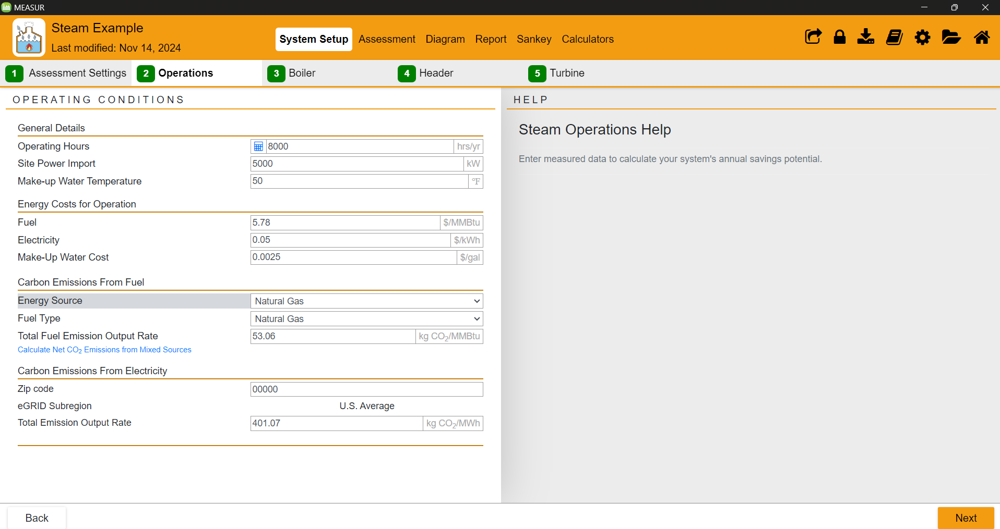 MEASUR
Steam Example
Last modified: Nov 14, 2024
System Setup Assessment Diagram Report Sankey Calculators
1 Assessment Settings 2 Operations 3 Boiler 4 Header 5 Turbine
OPERATING CONDITIONS
General Details
Operating Hours 8000 hrs/yr
Site Power Import 5000 kW
Make-up Water Temperature 50 °F
Energy Costs for Operation
Fuel 5.78 $/MMBtu
Electricity 0.05 $/kWh
Make-Up Water Cost 0.0025 $/gal
Carbon Emissions From Fuel
Energy Source Natural Gas
Fuel Type Natural Gas
Total Fuel Emission Output Rate 53.06 kg CO₂/MMBtu
Calculate Net CO₂ Emissions from Mixed Sources
Carbon Emissions From Electricity
Zip code 00000
eGRID Subregion U.S. Average
Total Emission Output Rate 401.07 kg CO₂/MWh
HELP
Steam Operations Help
Enter measured data to calculate your system's annual savings potential.
Back Next